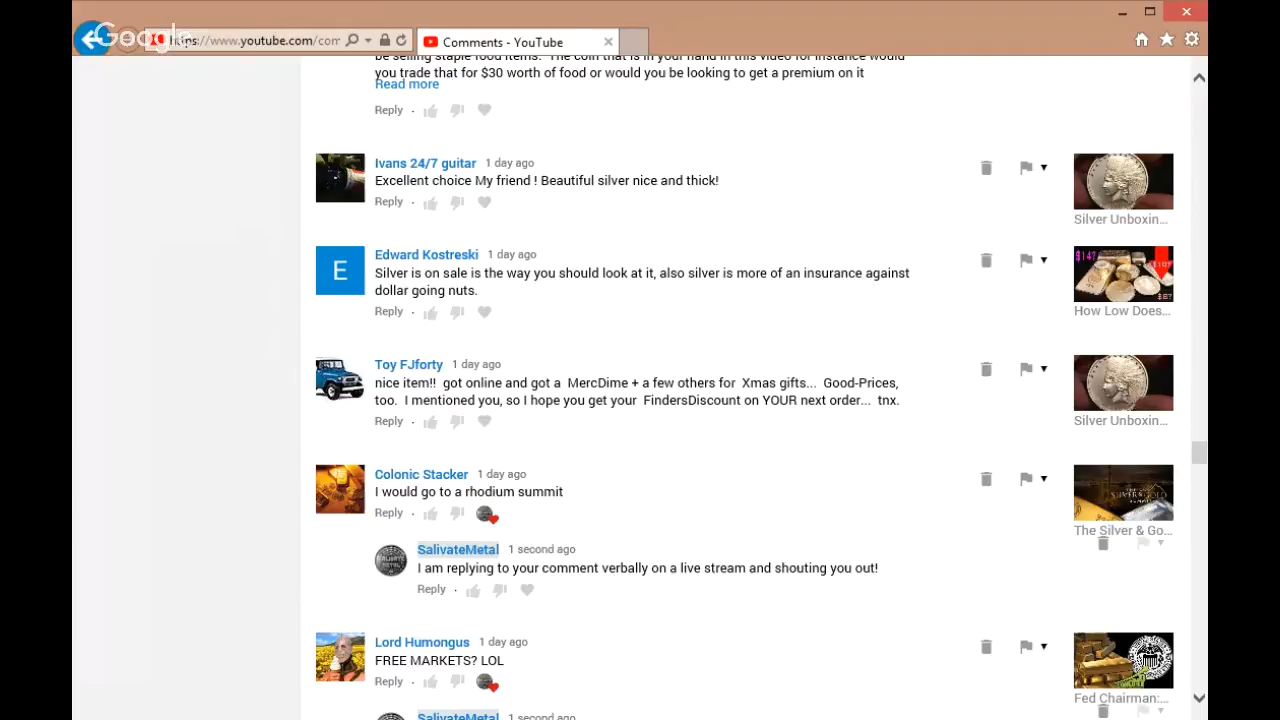 Google
https://www.youtube.com/com
Comments - YouTube
be selling staple food items. The coin that is in your hand in this video for instance would
you trade that for $30 worth of food or would you be looking to get a premium on it
Read more
Reply
Ivans 24/7 guitar 1 day ago
Excellent choice My friend ! Beautiful silver nice and thick!
Reply
Silver Unboxin...
E
Edward Kostreski 1 day ago
Silver is on sale is the way you should look at it, also silver is more of an insurance against
dollar going nuts.
Reply
$147
How Low Does...
Toy FJforty 1 day ago
nice item!! got online and got a MercDime + a few others for Xmas gifts... Good-Prices,
too. I mentioned you, so I hope you get your FindersDiscount on YOUR next order... tnx.
Reply
Silver Unboxin...
Colonic Stacker 1 day ago
I would go to a rhodium summit
Reply
SILVER&GOLD
The Silver & Go...
SalivateMetal 1 second ago
I am replying to your comment verbally on a live stream and shouting you out!
Reply
Lord Humongus 1 day ago
FREE MARKETS? LOL
Reply
Fed Chairman:...
SalivateMetal 1 second ago